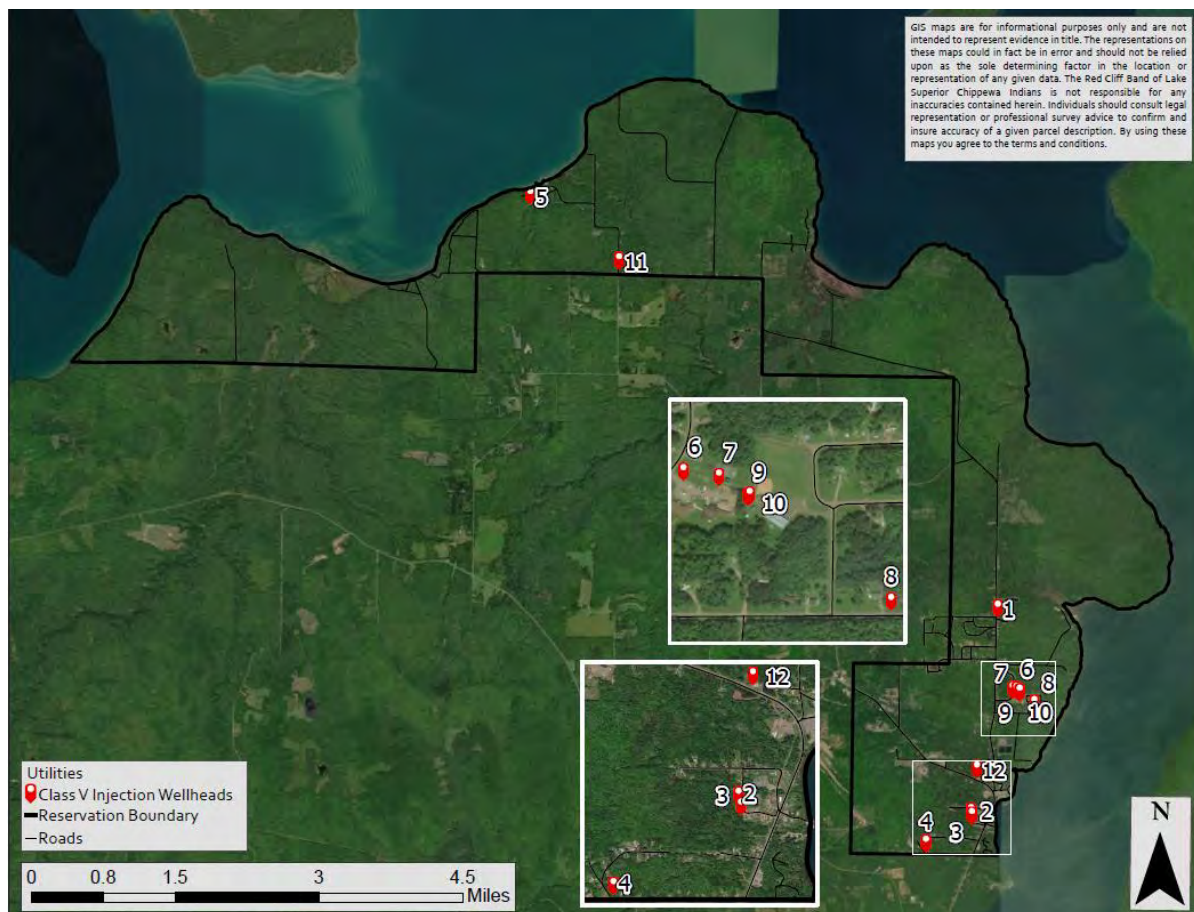 GIS maps are for informational purposes only and are not
intended to represent evidence in title. The representations on
these maps could in fact be in error and should not be relied
upon as the sole determining factor in the location or
representation of any given data. The Red Cliff Band of Lake
Superior Chippewa Indians is not responsible for any
inaccuracies contained herein. Individuals should consult legal
representation or professional survey advice to confirm and
insure accuracy of a given parcel description. By using these
maps you agree to the terms and conditions.
5
11
6
7
9
10
8
1
7 6 8
9 10
12
3 2
4
12
2
3
4
Utilities
Class V Injection Wellheads
Reservation Boundary
Roads
0 0.8 1.5 3 4.5
Miles
N